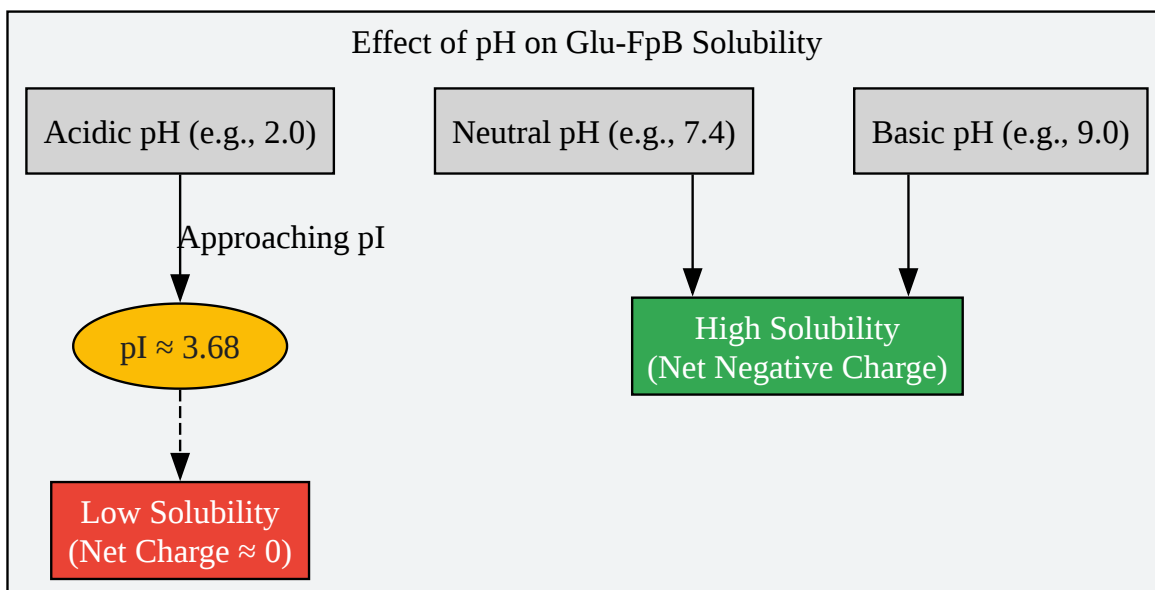 Effect of pH on Glu-FpB Solubility
Acidic pH (e.g., 2.0)
Neutral pH (e.g., 7.4)
Basic pH (e.g., 9.0)
Approaching pI
pI ≈ 3.68
High Solubility
(Net Negative Charge)
Low Solubility
(Net Charge ≈ 0)